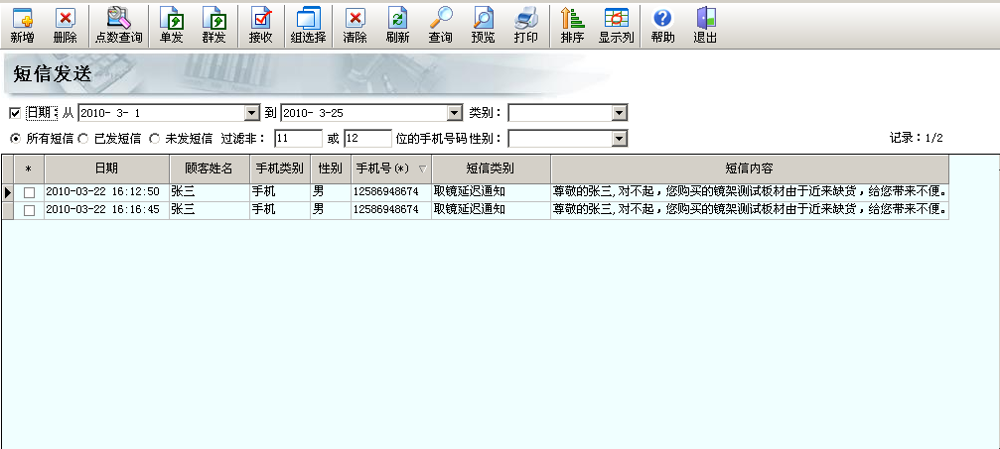 新增 删除 点数查询 单发 群发 接收 组选择 清除 刷新 查询 预览 打印 排序 显示列 帮助 退出
短信发送
日期: 从 2010- 3- 1 到 2010- 3-25 类别:
所有短信 已发短信 未发短信 过滤非: 11 或 12 位的手机号码 性别: 记录:1/2
* 日期 顾客姓名 手机类别 性别 手机号(*) 短信类别 短信内容
2010-03-22 16:12:50 张三 手机 男 12586948674 取镜延迟通知 尊敬的张三,对不起，您购买的镜架测试板材由于近来缺货，给您带来不便。
2010-03-22 16:16:45 张三 手机 男 12586948674 取镜延迟通知 尊敬的张三,对不起，您购买的镜架测试板材由于近来缺货，给您带来不便。